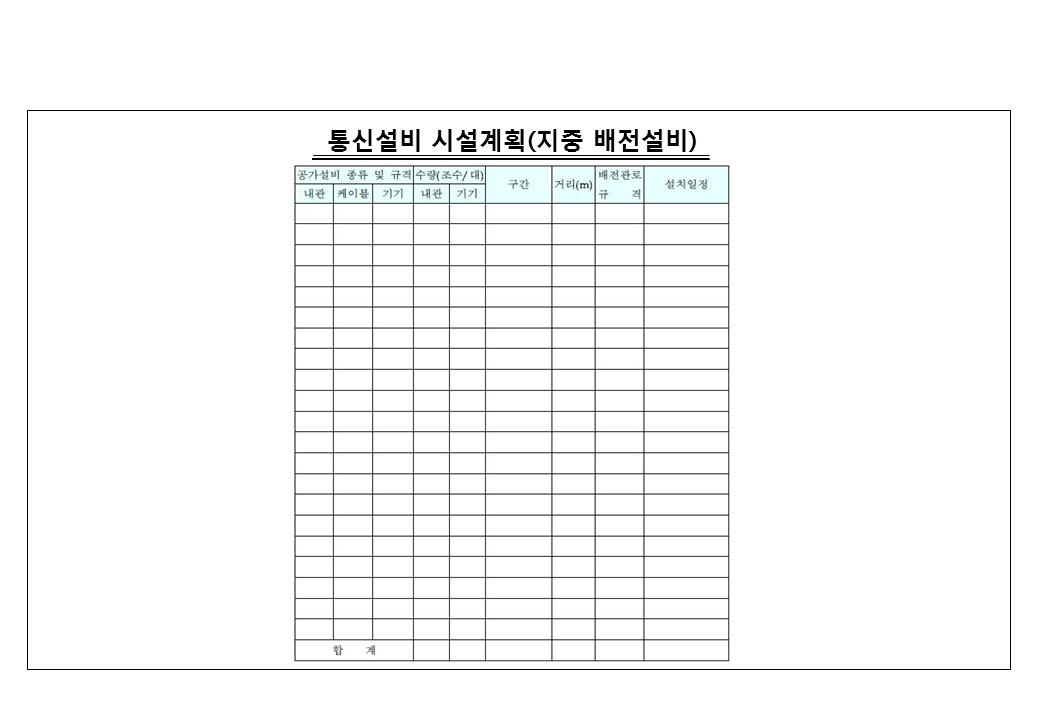 통신설비 시설계획(지중 배전설비)
공가설비 종류 및 규격 수량(조수/대) 구간 거리(m) 배전관로 규 격 설치일정
내관 케이블 기기 내관 기기
합 계